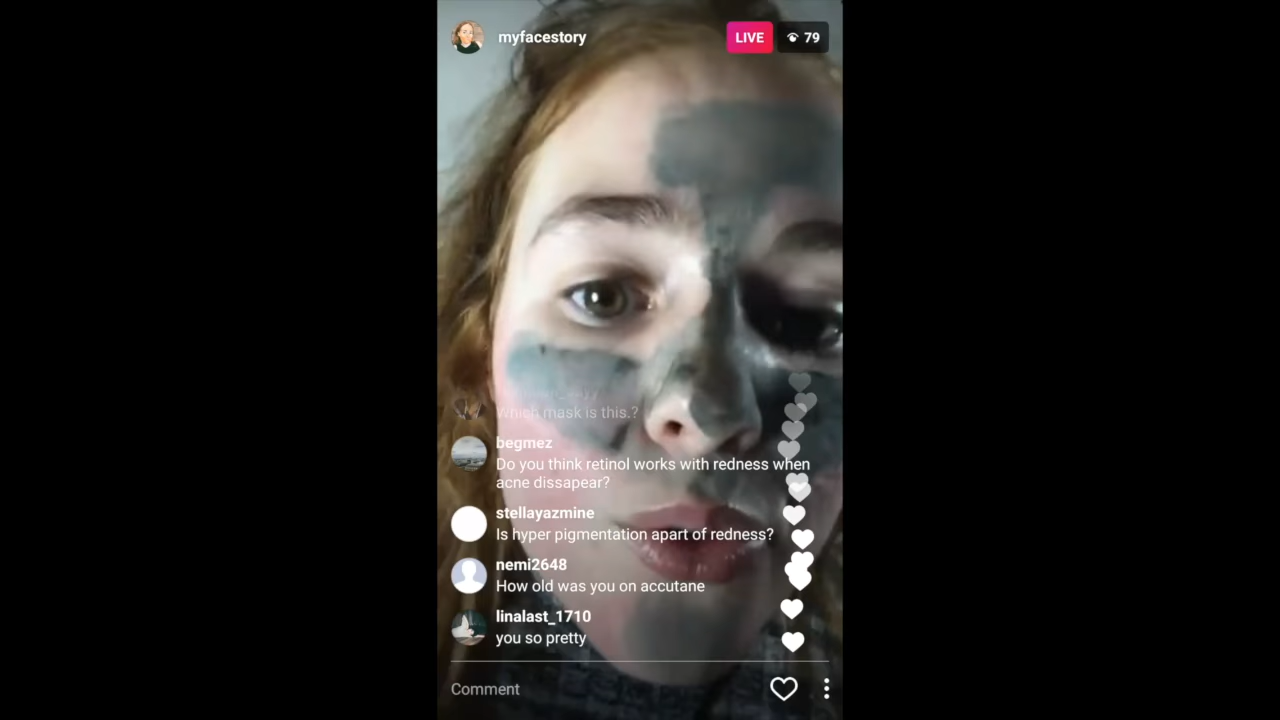 myfacestory
LIVE
79
Which mask is this.?
begmez
Do you think retinol works with redness when
acne dissapear?
stellayazmine
Is hyper pigmentation apart of redness?
nemi2648
How old was you on accutane
linalast_1710
you so pretty
Comment